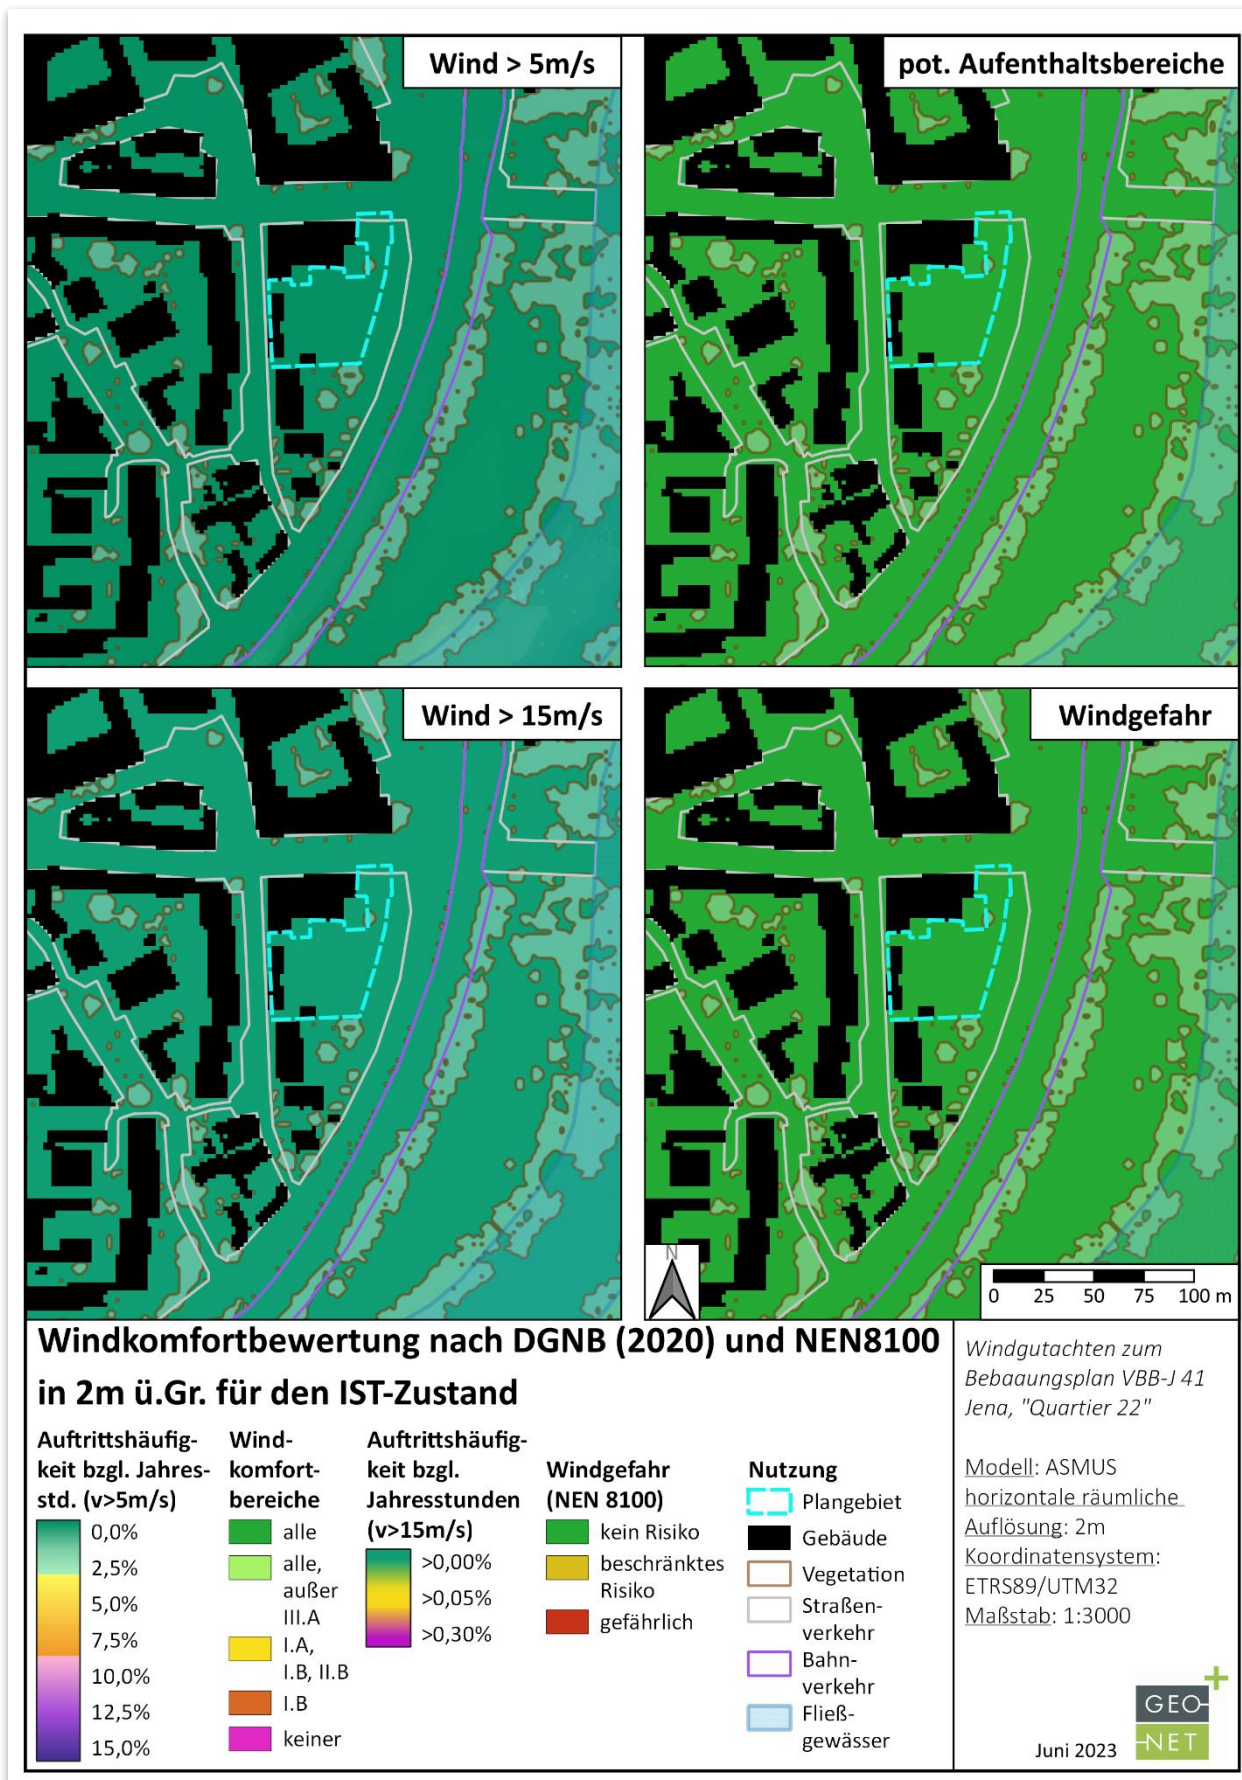 Wind > 5m/s
pot. Aufenthaltsbereiche
Wind > 15m/s
Windgefahr
N
0 25 50 75 100 m
Windkomfortbewertung nach DGNB (2020) und NEN8100
in 2m ü.Gr. für den IST-Zustand
Auftrittshäufig-
keit bzgl. Jahres-
std. (v>5m/s)
0,0%
2,5%
5,0%
7,5%
10,0%
12,5%
15,0%
Wind-
komfort-
bereiche
alle
alle,
außer
III.A
I.A,
I.B, II.B
I.B
keiner
Auftrittshäufig-
keit bzgl.
Jahresstunden
(v>15m/s)
>0,00%
>0,05%
>0,30%
Windgefahr
(NEN 8100)
kein Risiko
beschränktes
Risiko
gefährlich
Nutzung
Plangebiet
Gebäude
Vegetation
Straßen-
verkehr
Bahn-
verkehr
Fließ-
gewässer
Windgutachten zum
Bebaauungsplan VBB-J 41
Jena, "Quartier 22"
Modell: ASMUS
horizontale räumliche
Auflösung: 2m
Koordinatensystem:
ETRS89/UTM32
Maßstab: 1:3000
Juni 2023
GEO-
NET